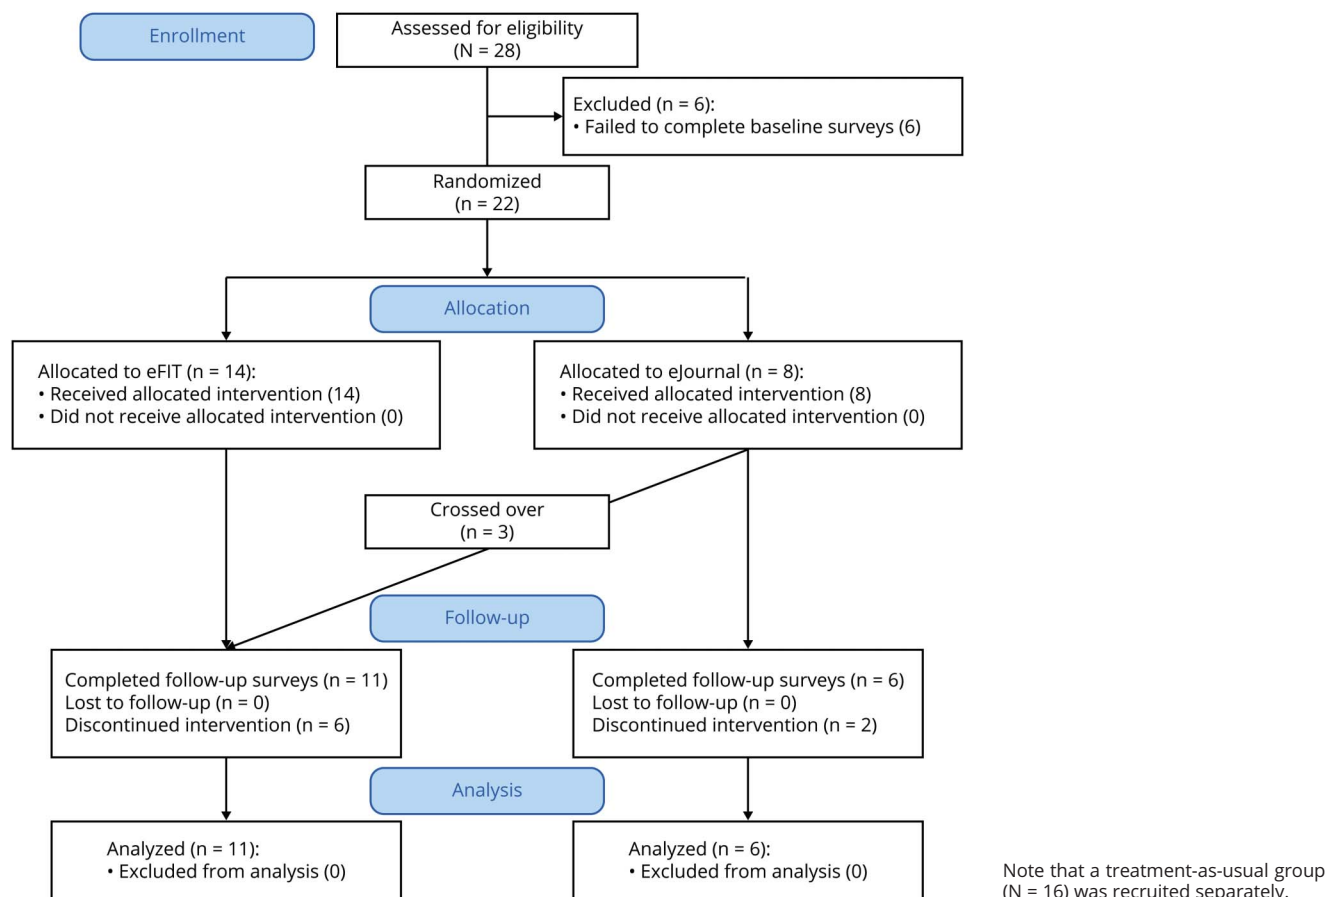 Enrollment
Assessed for eligibility
(N = 28)
Excluded (n = 6):
• Failed to complete baseline surveys (6)
Randomized
(n = 22)
Allocation
Allocated to eFIT (n = 14):
• Received allocated intervention (14)
• Did not receive allocated intervention (0)
Allocated to eJournal (n = 8):
• Received allocated intervention (8)
• Did not receive allocated intervention (0)
Crossed over
(n = 3)
Follow-up
Completed follow-up surveys (n = 11)
Lost to follow-up (n = 0)
Discontinued intervention (n = 6)
Completed follow-up surveys (n = 6)
Lost to follow-up (n = 0)
Discontinued intervention (n = 2)
Analysis
Analyzed (n = 11):
• Excluded from analysis (0)
Analyzed (n = 6):
• Excluded from analysis (0)
Note that a treatment-as-usual group
(N = 16) was recruited separately.